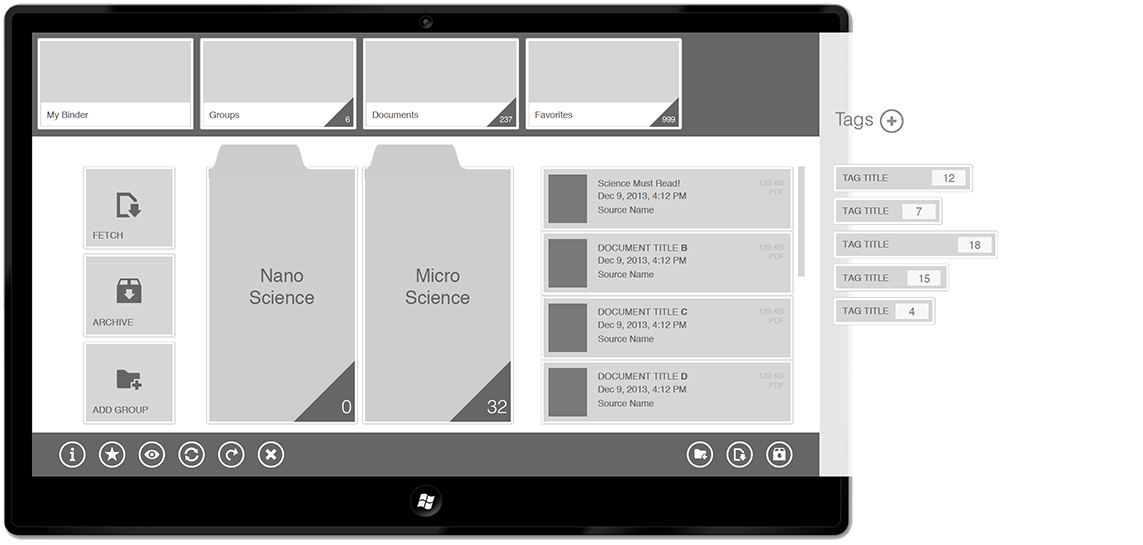 My Binder
Groups
6
Documents
237
Favorites
999
Tags
FETCH
ARCHIVE
ADD GROUP
Nano
Science
0
Micro
Science
32
Science Must Read!
Dec 9, 2013, 4:12 PM
Source Name
123 KB
PDF
DOCUMENT TITLE B
Dec 9, 2013, 4:12 PM
Source Name
123 KB
PDF
DOCUMENT TITLE C
Dec 9, 2013, 4:12 PM
Source Name
123 KB
PDF
DOCUMENT TITLE D
Dec 9, 2013, 4:12 PM
Source Name
123 KB
PDF
TAG TITLE 12
TAG TITLE 7
TAG TITLE 18
TAG TITLE 15
TAG TITLE 4